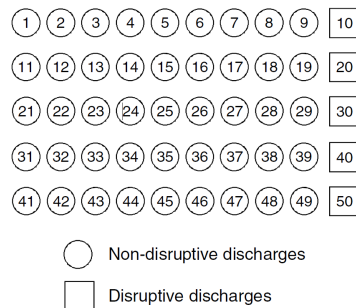 1 2 3 4 5 6 7 8 9 10
11 12 13 14 15 16 17 18 19 20
21 22 23 24 25 26 27 28 29 30
31 32 33 34 35 36 37 38 39 40
41 42 43 44 45 46 47 48 49 50
Non-disruptive discharges
Disruptive discharges